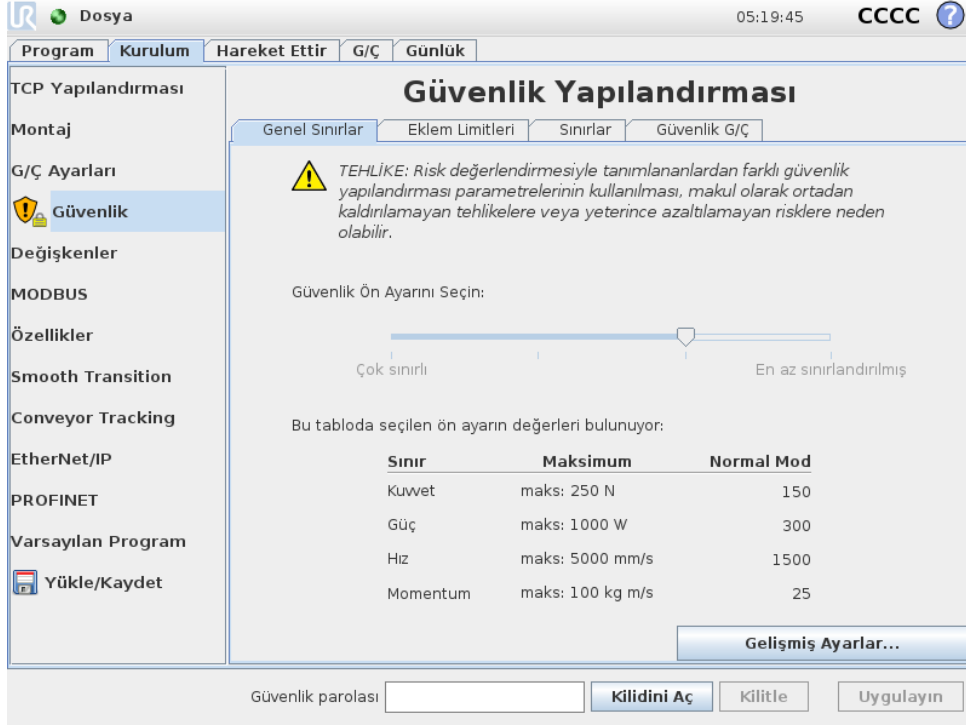 UR Dosya 05:19:45 CCCC ?
Program Kurulum Hareket Ettir G/Ç Günlük
TCP Yapılandırması
Montaj
G/Ç Ayarları
Güvenlik
Değişkenler
MODBUS
Özellikler
Smooth Transition
Conveyor Tracking
EtherNet/IP
PROFINET
Varsayılan Program
Yükle/Kaydet
Güvenlik Yapılandırması
Genel Sınırlar Eklem Limitleri Sınırlar Güvenlik G/Ç
TEHLİKE: Risk değerlendirmesiyle tanımlananlardan farklı güvenlik
yapılandırması parametrelerinin kullanılması, makul olarak ortadan
kaldırılamayan tehlikelere veya yeterince azaltılamayan risklere neden
olabilir.
Güvenlik Ön Ayarını Seçin:
Çok sınırlı En az sınırlandırılmış
Bu tabloda seçilen ön ayarın değerleri bulunuyor:
Sınır Maksimum Normal Mod
Kuvvet maks: 250 N 150
Güç maks: 1000 W 300
Hız maks: 5000 mm/s 1500
Momentum maks: 100 kg m/s 25
Gelişmiş Ayarlar...
Güvenlik parolası Kilidini Aç Kilitle Uygulayın